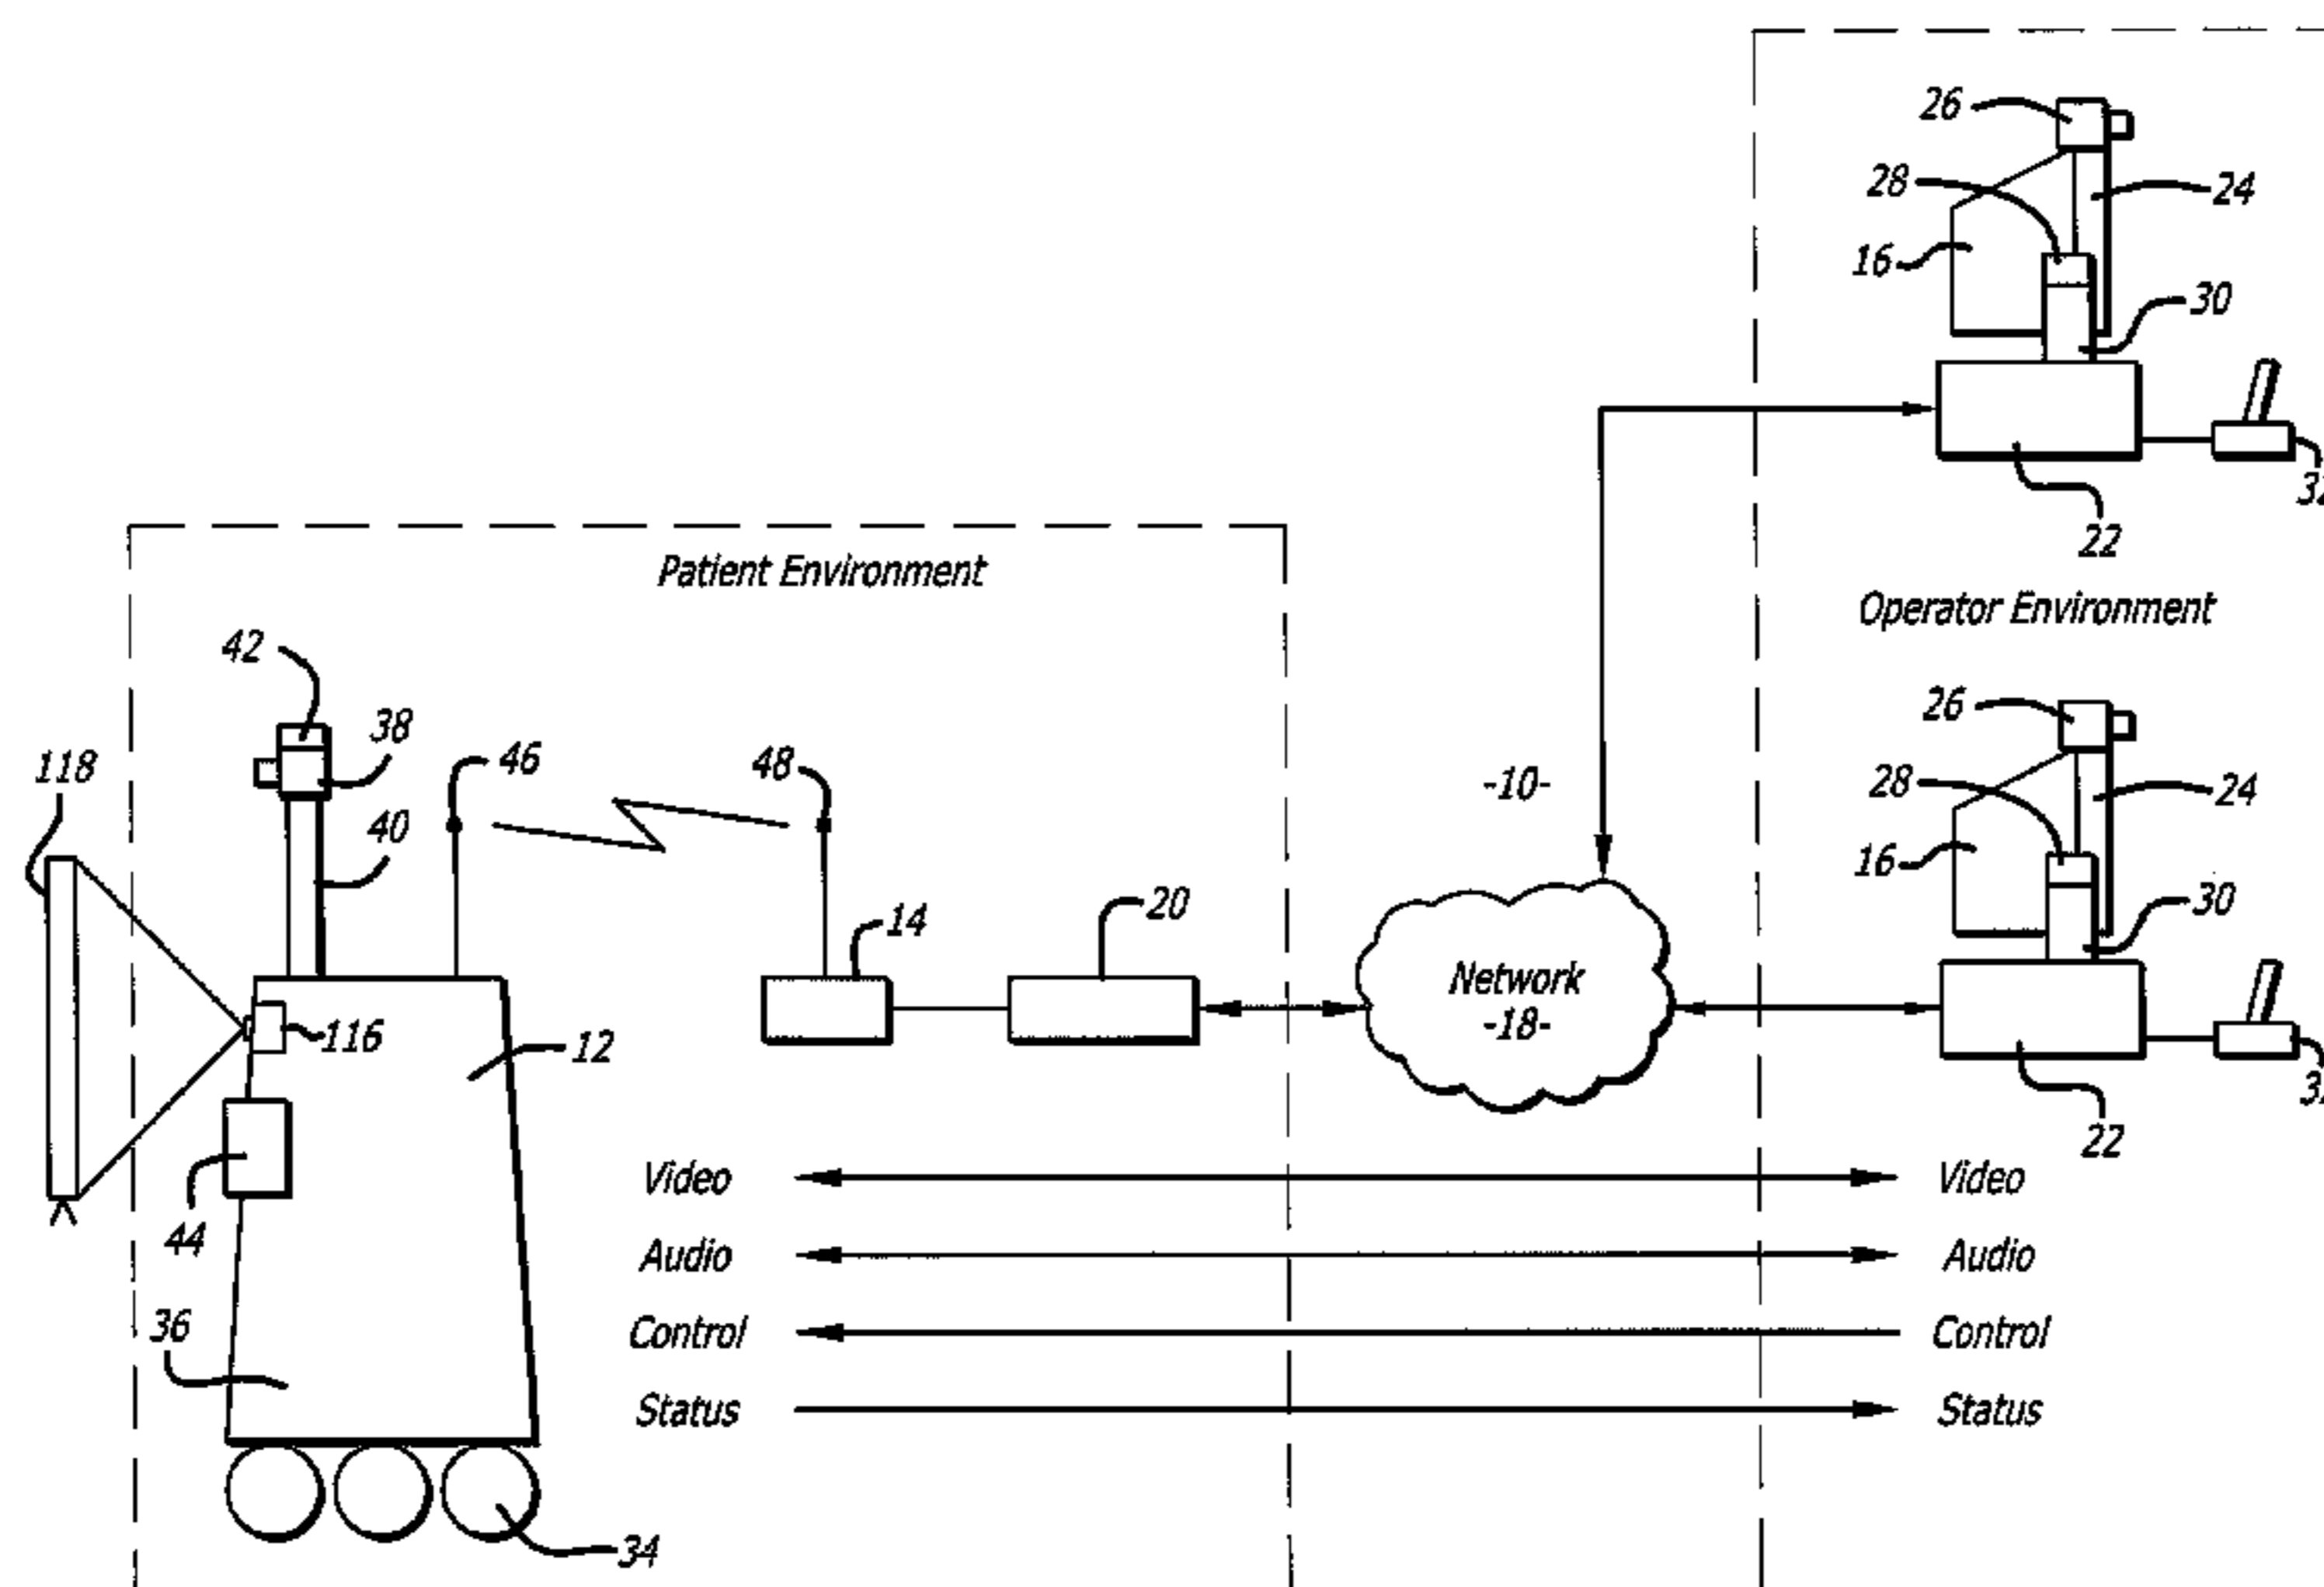 26
28
24
16
30
22
Patient Environment
Operator Environment
42
38
118
46
48
-10-
26
28
24
40
16
14
20
30
Network
-18-
116
12
22
44
Video
Video
Audio
Audio
36
Control
Control
Status
Status
34